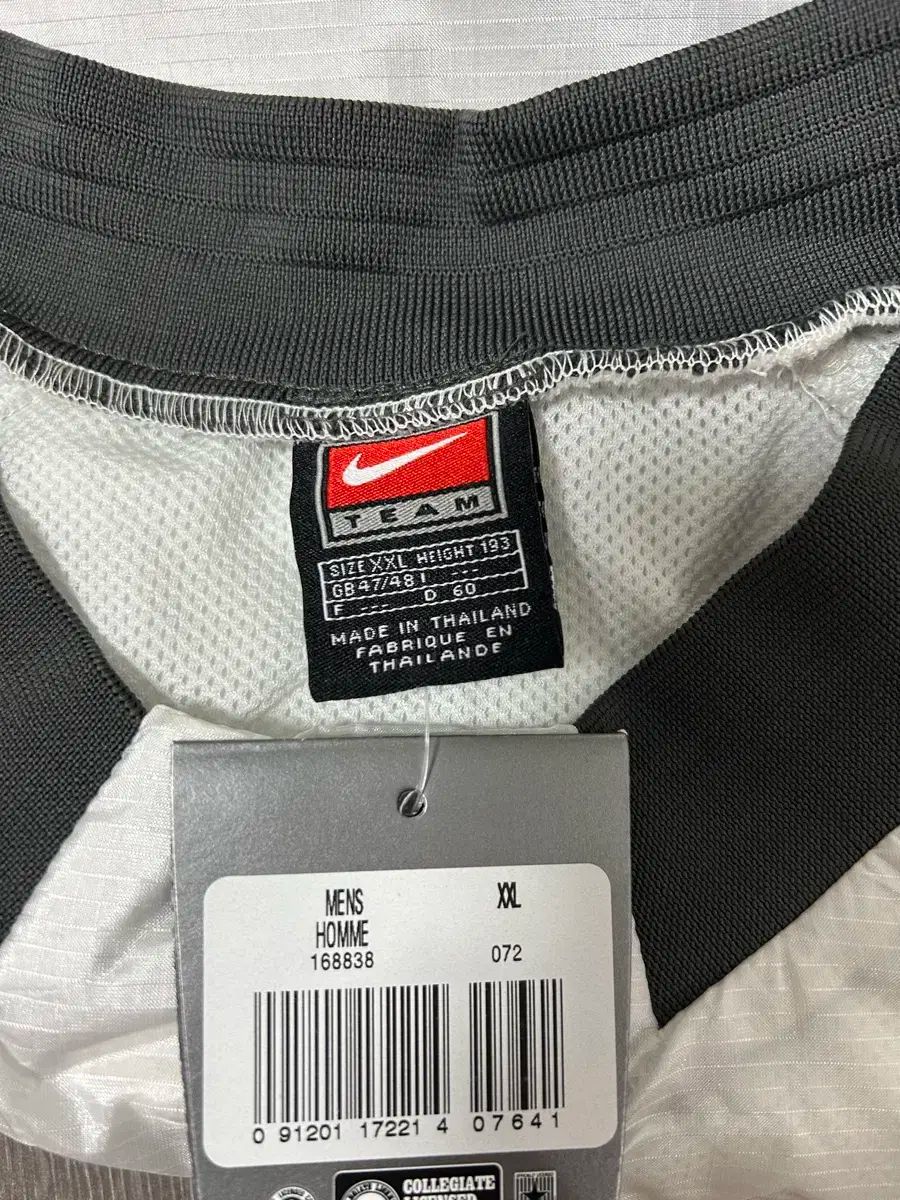 TEAM
SIZE XXL HEIGHT 193
GB 47/48 I ---
F --- D 60
MADE IN THAILAND
FABRIQUE EN
THAILANDE
MENS XXL
HOMME
168838 072
0 91201 17221 4 07641
COLLEGIATE
LICENSED